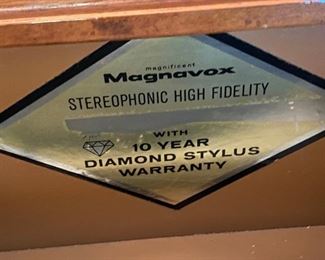 magnificent
Magnavox
STEREOPHONIC HIGH FIDELITY
WITH
10 YEAR
DIAMOND STYLUS
WARRANTY